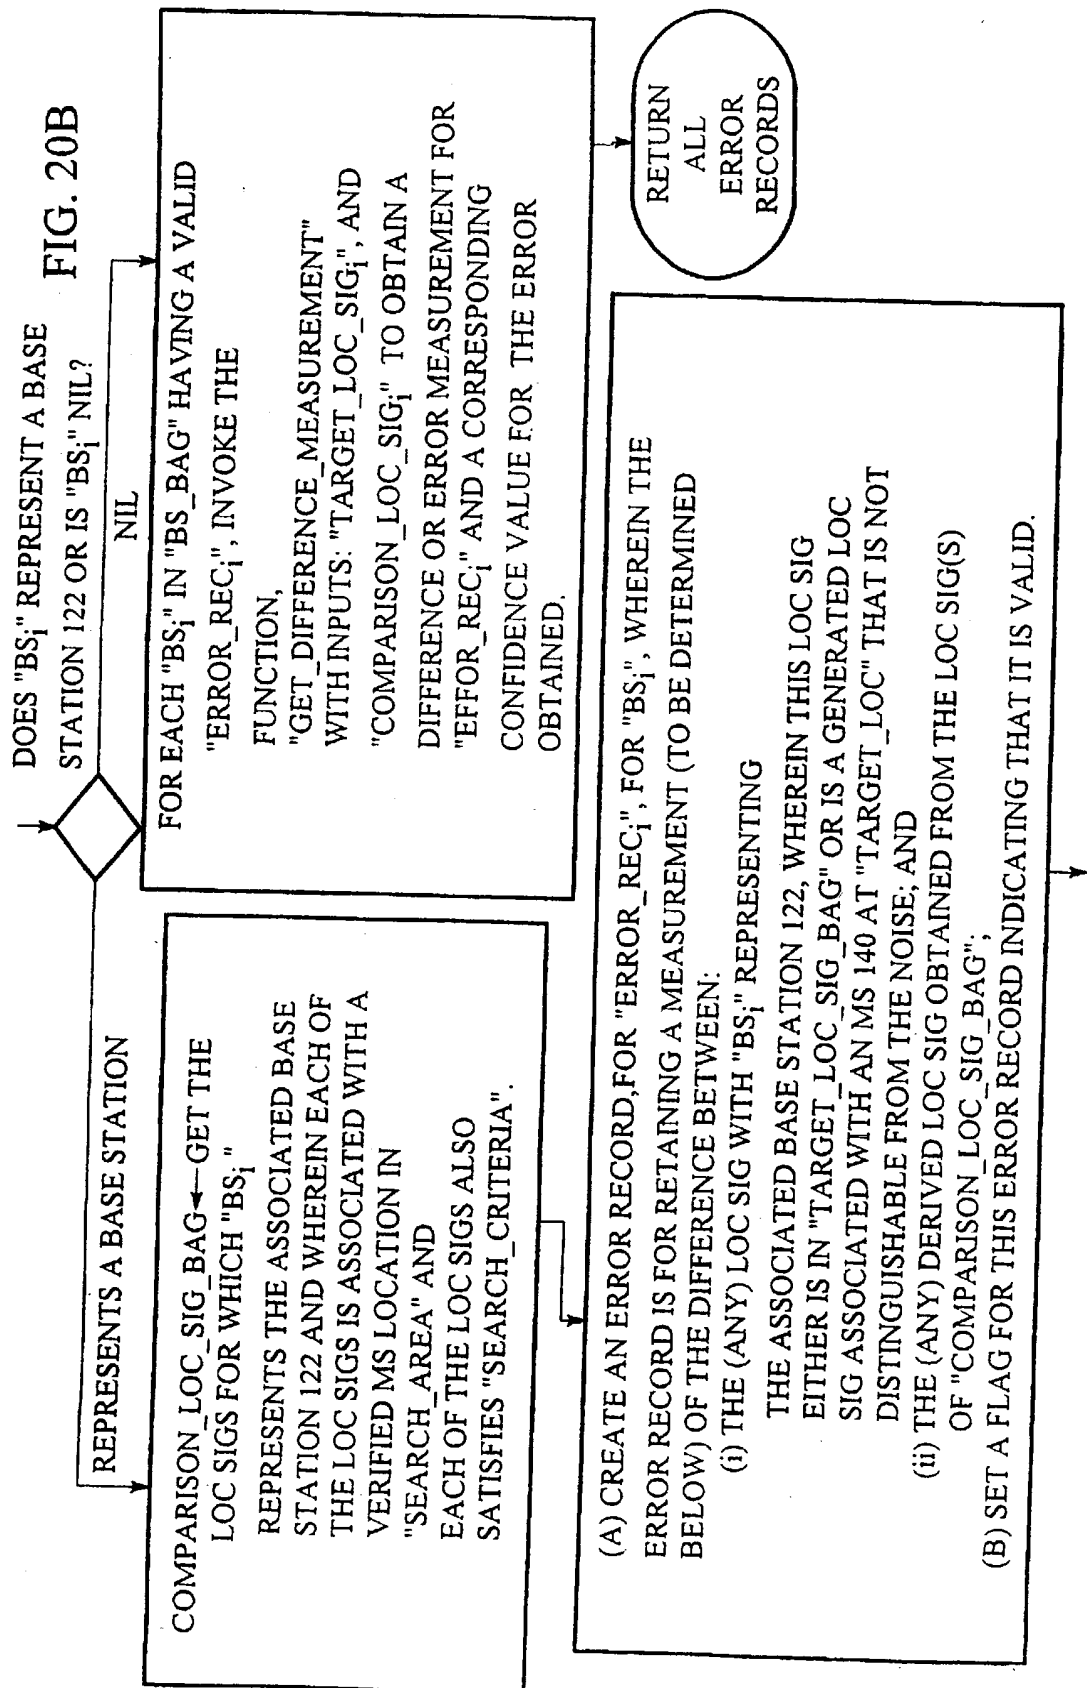 FIG. 20B
DOES "BSi" REPRESENT A BASE
STATION 122 OR IS "BSi" NIL?
REPRESENTS A BASE STATION
NIL
COMPARISON_LOC_SIG_BAG←GET THE
LOC SIGS FOR WHICH "BSi"
REPRESENTS THE ASSOCIATED BASE
STATION 122 AND WHEREIN EACH OF
THE LOC SIGS IS ASSOCIATED WITH A
VERIFIED MS LOCATION IN
"SEARCH_AREA" AND
EACH OF THE LOC SIGS ALSO
SATISFIES "SEARCH_CRITERIA".
FOR EACH "BSi" IN "BS_BAG" HAVING A VALID
"ERROR_RECi", INVOKE THE
FUNCTION,
"GET_DIFFERENCE_MEASUREMENT"
WITH INPUTS: "TARGET_LOC_SIGi", AND
"COMPARISON_LOC_SIGi" TO OBTAIN A
DIFFERENCE OR ERROR MEASUREMENT FOR
"EFFOR_RECi" AND A CORRESPONDING
CONFIDENCE VALUE FOR THE ERROR
OBTAINED.
RETURN
ALL
ERROR
RECORDS
(A) CREATE AN ERROR RECORD,FOR "ERROR_RECi", FOR "BSi", WHEREIN THE
ERROR RECORD IS FOR RETAINING A MEASUREMENT (TO BE DETERMINED
BELOW) OF THE DIFFERENCE BETWEEN:
(i) THE (ANY) LOC SIG WITH "BSi" REPRESENTING
THE ASSOCIATED BASE STATION 122, WHEREIN THIS LOC SIG
EITHER IS IN "TARGET_LOC_SIG_BAG" OR IS A GENERATED LOC
SIG ASSOCIATED WITH AN MS 140 AT "TARGET_LOC" THAT IS NOT
DISTINGUISHABLE FROM THE NOISE; AND
(ii) THE (ANY) DERIVED LOC SIG OBTAINED FROM THE LOC SIG(S)
OF "COMPARISON_LOC_SIG_BAG";
(B) SET A FLAG FOR THIS ERROR RECORD INDICATING THAT IT IS VALID.